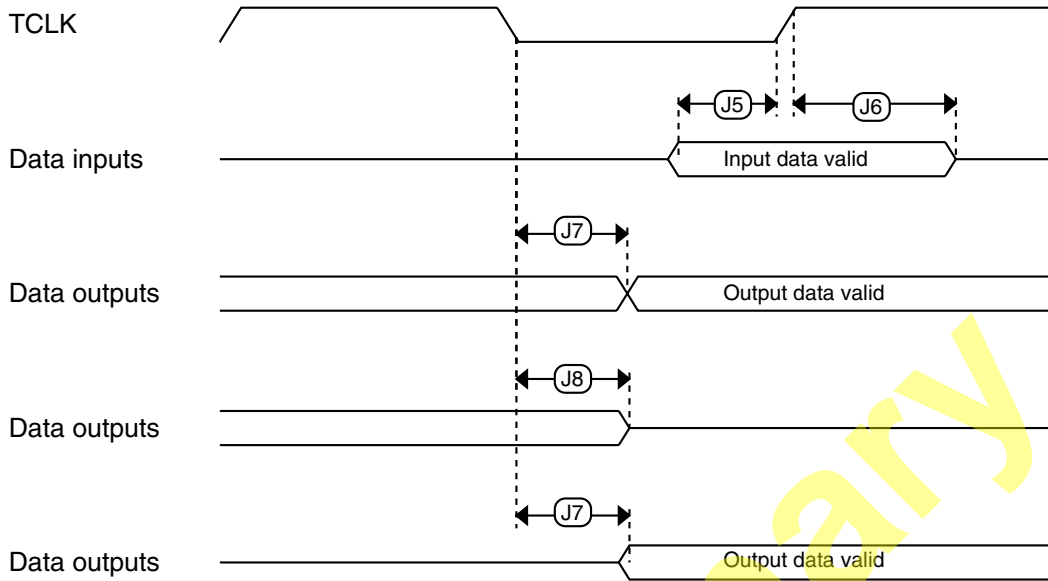 TCLK
J5
J6
Data inputs
Input data valid
J7
Data outputs
Output data valid
J8
Data outputs
J7
Data outputs
Output data valid
ary